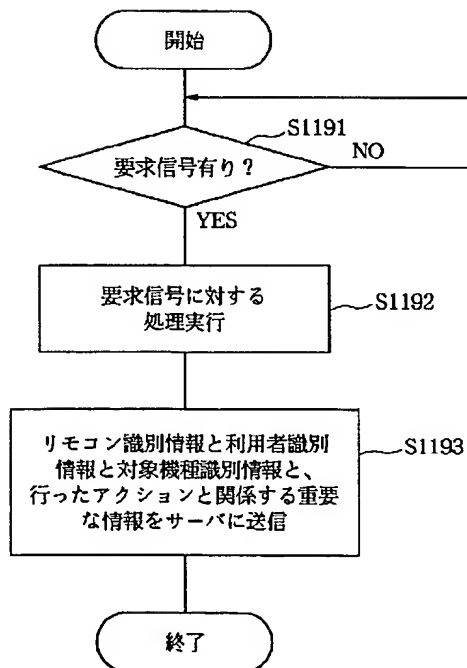 開始
S1191
要求信号有り?
NO
YES
要求信号に対する
処理実行
S1192
リモコン識別情報と利用者識別
情報と対象機種識別情報と、
行ったアクションと関係する重要
な情報をサーバに送信
S1193
終了